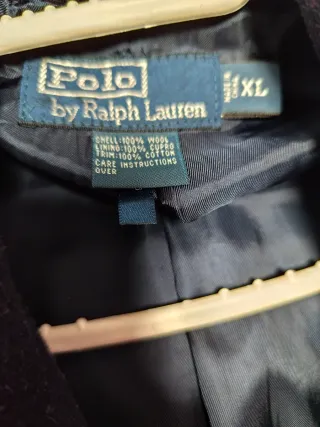 Polo
by Ralph Lauren
XL
SHELL:100% WOOL
LINING:100% CUPRO
TRIM:100% COTTON
CARE INSTRUCTIONS
OVER